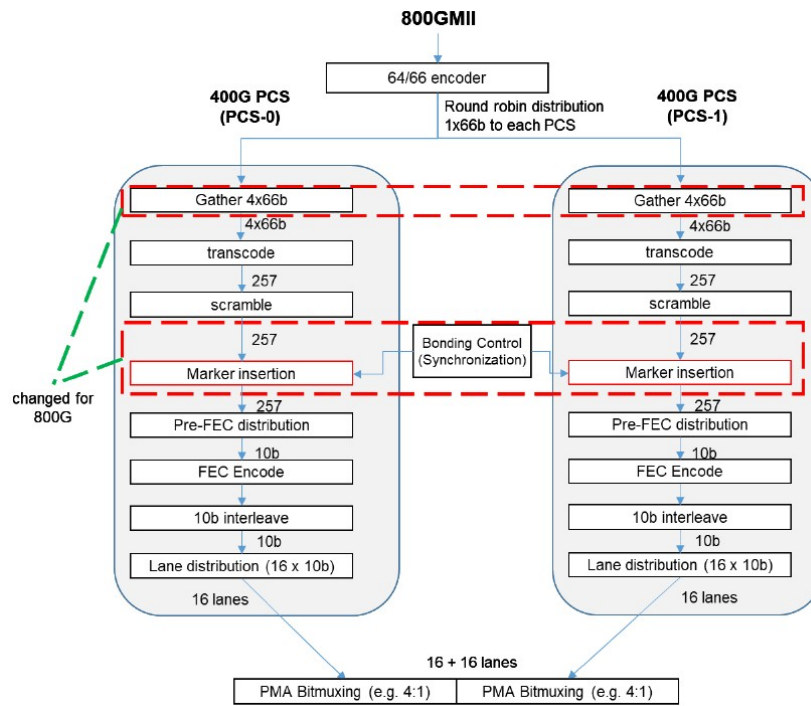 800GMII
64/66 encoder
400G PCS
(PCS-0)
Round robin distribution
1x66b to each PCS
400G PCS
(PCS-1)
Gather 4x66b
4x66b
transcode
257
scramble
257
Marker insertion
257
Pre-FEC distribution
10b
FEC Encode
10b interleave
10b
Lane distribution (16 x 10b)
16 lanes
Bonding Control
(Synchronization)
changed for
800G
Gather 4x66b
4x66b
transcode
257
scramble
257
Marker insertion
257
Pre-FEC distribution
10b
FEC Encode
10b interleave
10b
Lane distribution (16 x 10b)
16 lanes
16 + 16 lanes
PMA Bitmuxing (e.g. 4:1)
PMA Bitmuxing (e.g. 4:1)